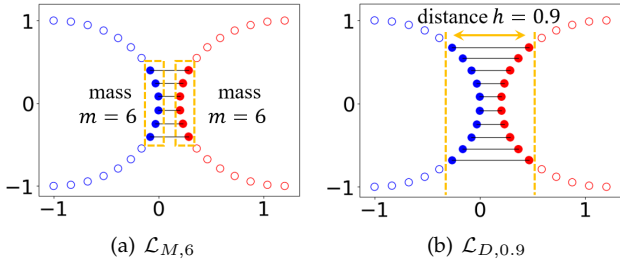 distance h = 0.9
1
1
mass
m = 6
mass
m = 6
0
0
−1
−1
−1 0 1
−1 0 1
(a) ℒ_{M,6}
(b) ℒ_{D,0.9}